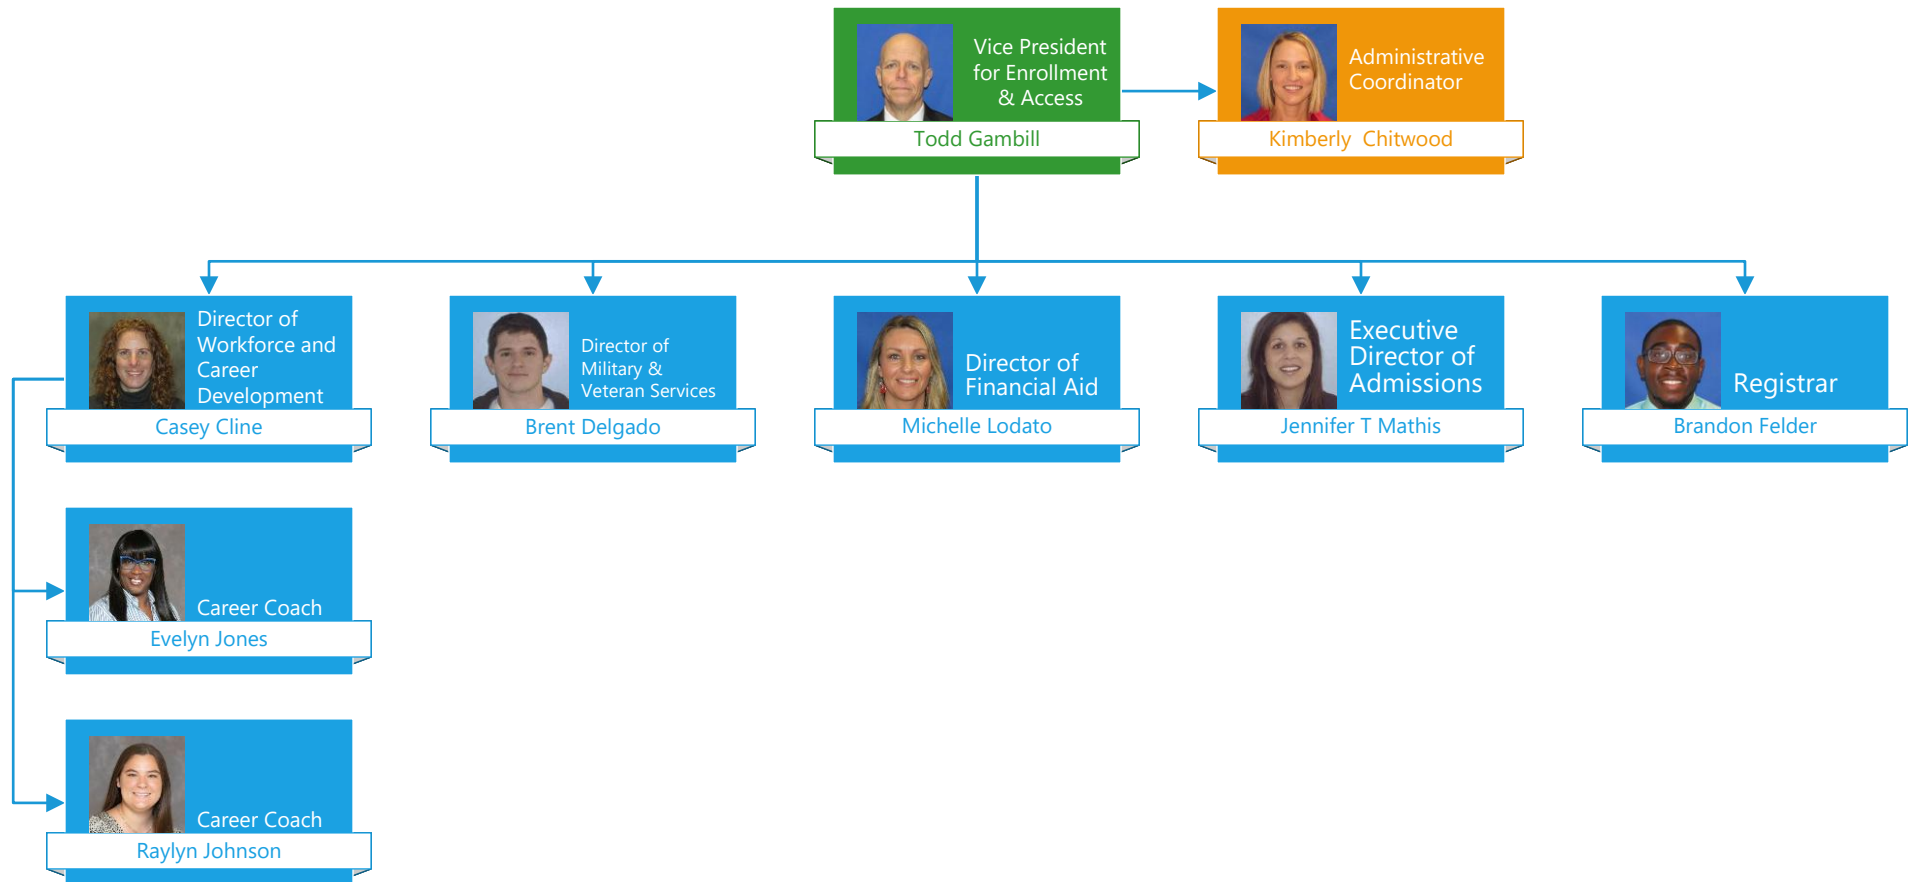 Vice President
for Enrollment
& Access
Todd Gambill
Administrative
Coordinator
Kimberly  Chitwood
Director of
Workforce and
Career
Development
Casey Cline
Director of
Military &
Veteran Services
Brent Delgado
Director of
Financial Aid
Michelle Lodato
Executive
Director of
Admissions
Jennifer T Mathis
Registrar
Brandon Felder
Career Coach
Evelyn Jones
Career Coach
Raylyn Johnson